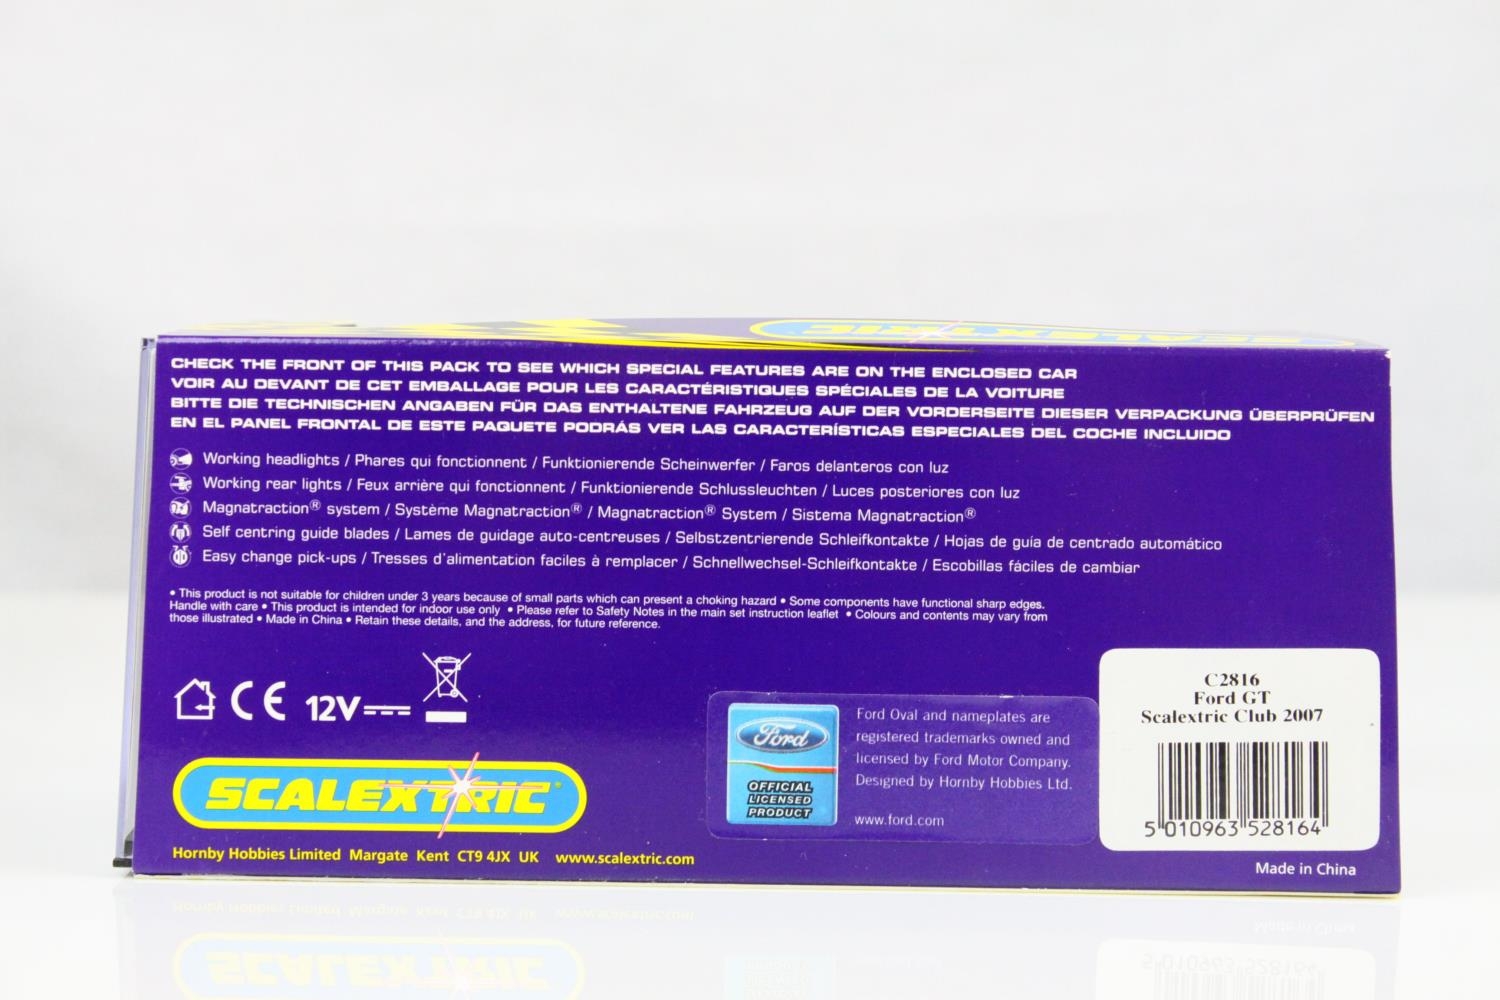 SCALEXTRIC
CHECK THE FRONT OF THIS PACK TO SEE WHICH SPECIAL FEATURES ARE ON THE ENCLOSED CAR
VOIR AU DEVANT DE CET EMBALLAGE POUR LES CARACTÉRISTIQUES SPÉCIALES DE LA VOITURE
BITTE DIE TECHNISCHEN ANGABEN FÜR DAS ENTHALTENE FAHRZEUG AUF DER VORDERSEITE DIESER VERPACKUNG ÜBERPRÜFEN
EN EL PANEL FRONTAL DE ESTE PAQUETE PODRÁS VER LAS CARACTERÍSTICAS ESPECIALES DEL COCHE INCLUIDO
Working headlights / Phares qui fonctionnent / Funktionierende Scheinwerfer / Faros delanteros con luz
Working rear lights / Feux arrière qui fonctionnent / Funktionierende Schlussleuchten / Luces posteriores con luz
Magnatraction® system / Système Magnatraction® / Magnatraction® System / Sistema Magnatraction®
Self centring guide blades / Lames de guidage auto-centreuses / Selbstzentrierende Schleifkontakte / Hojas de guía de centrado automático
Easy change pick-ups / Tresses d'alimentation faciles à remplacer / Schnellwechsel-Schleifkontakte / Escobillas fáciles de cambiar
• This product is not suitable for children under 3 years because of small parts which can present a choking hazard • Some components have functional sharp edges.
Handle with care • This product is intended for indoor use only • Please refer to Safety Notes in the main set instruction leaflet • Colours and contents may vary from
those illustrated • Made in China • Retain these details, and the address, for future reference.
CE 12V
SCALEXTRIC
Hornby Hobbies Limited Margate Kent CT9 4JX UK www.scalextric.com
Ford
OFFICIAL
LICENSED
PRODUCT
Ford Oval and nameplates are
registered trademarks owned and
licensed by Ford Motor Company.
Designed by Hornby Hobbies Ltd.
www.ford.com
C2816
Ford GT
Scalextric Club 2007
5 010963 528164
Made in China